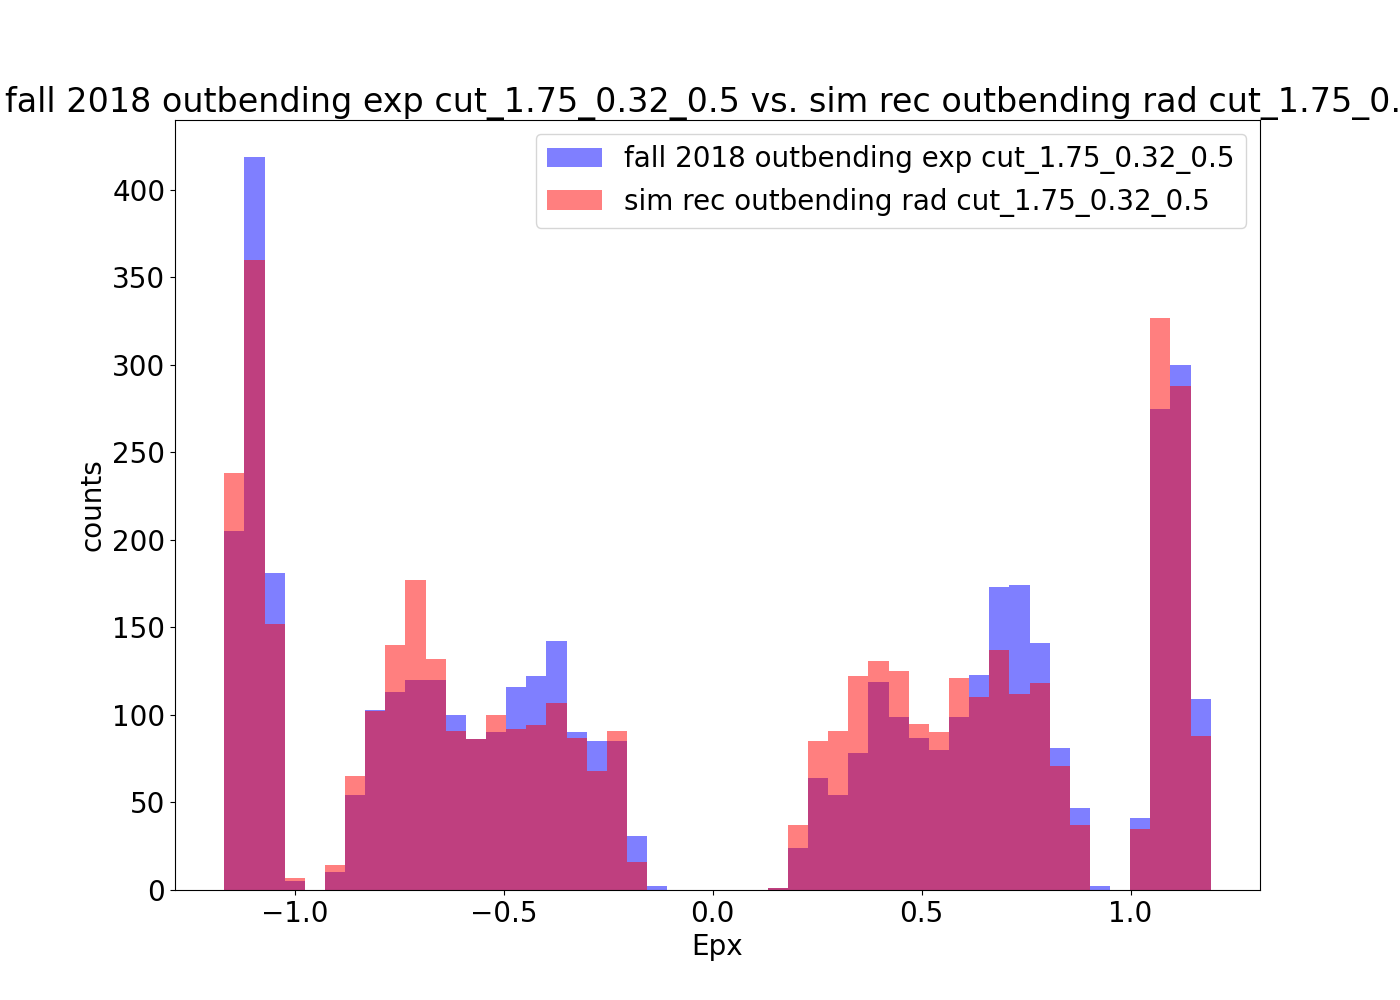 fall 2018 outbending exp cut_1.75_0.32_0.5 vs. sim rec outbending rad cut_1.75_0.
fall 2018 outbending exp cut_1.75_0.32_0.5
sim rec outbending rad cut_1.75_0.32_0.5
400
350
300
250
200
150
100
50
0
counts
−1.0 −0.5 0.0 0.5 1.0
Epx